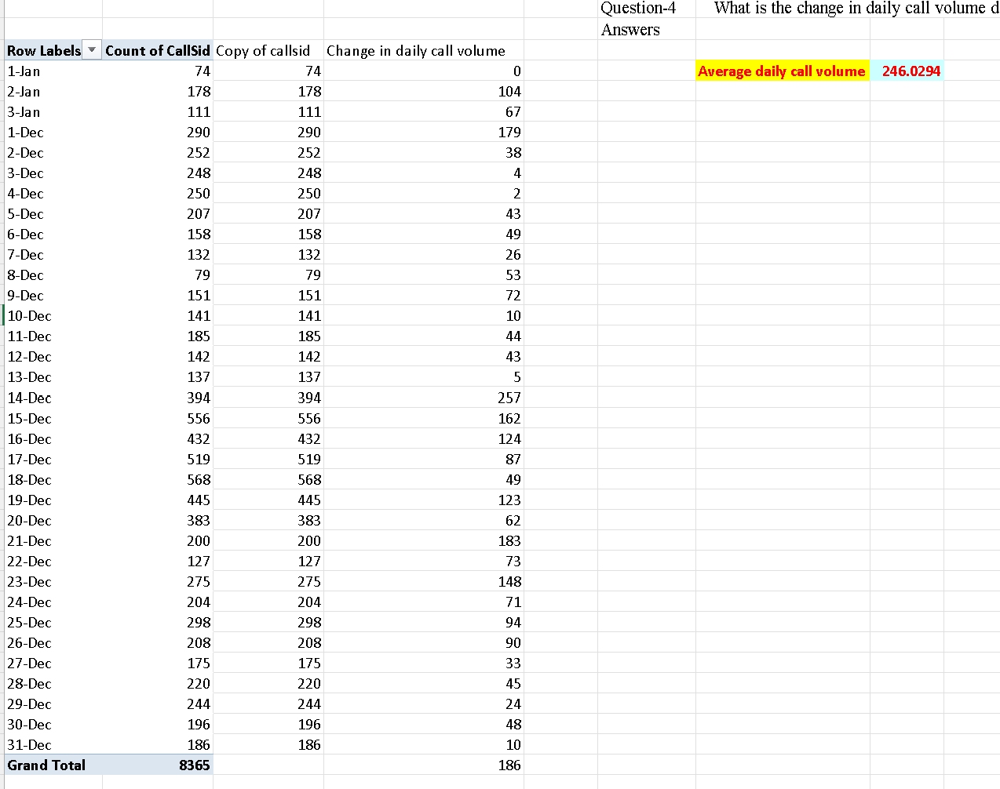 Question-4 What is the change in daily call volume d
Answers
Row Labels Count of CallSid Copy of callsid Change in daily call volume
1-Jan 74 74 0 Average daily call volume 246.0294
2-Jan 178 178 104
3-Jan 111 111 67
1-Dec 290 290 179
2-Dec 252 252 38
3-Dec 248 248 4
4-Dec 250 250 2
5-Dec 207 207 43
6-Dec 158 158 49
7-Dec 132 132 26
8-Dec 79 79 53
9-Dec 151 151 72
10-Dec 141 141 10
11-Dec 185 185 44
12-Dec 142 142 43
13-Dec 137 137 5
14-Dec 394 394 257
15-Dec 556 556 162
16-Dec 432 432 124
17-Dec 519 519 87
18-Dec 568 568 49
19-Dec 445 445 123
20-Dec 383 383 62
21-Dec 200 200 183
22-Dec 127 127 73
23-Dec 275 275 148
24-Dec 204 204 71
25-Dec 298 298 94
26-Dec 208 208 90
27-Dec 175 175 33
28-Dec 220 220 45
29-Dec 244 244 24
30-Dec 196 196 48
31-Dec 186 186 10
Grand Total 8365 186